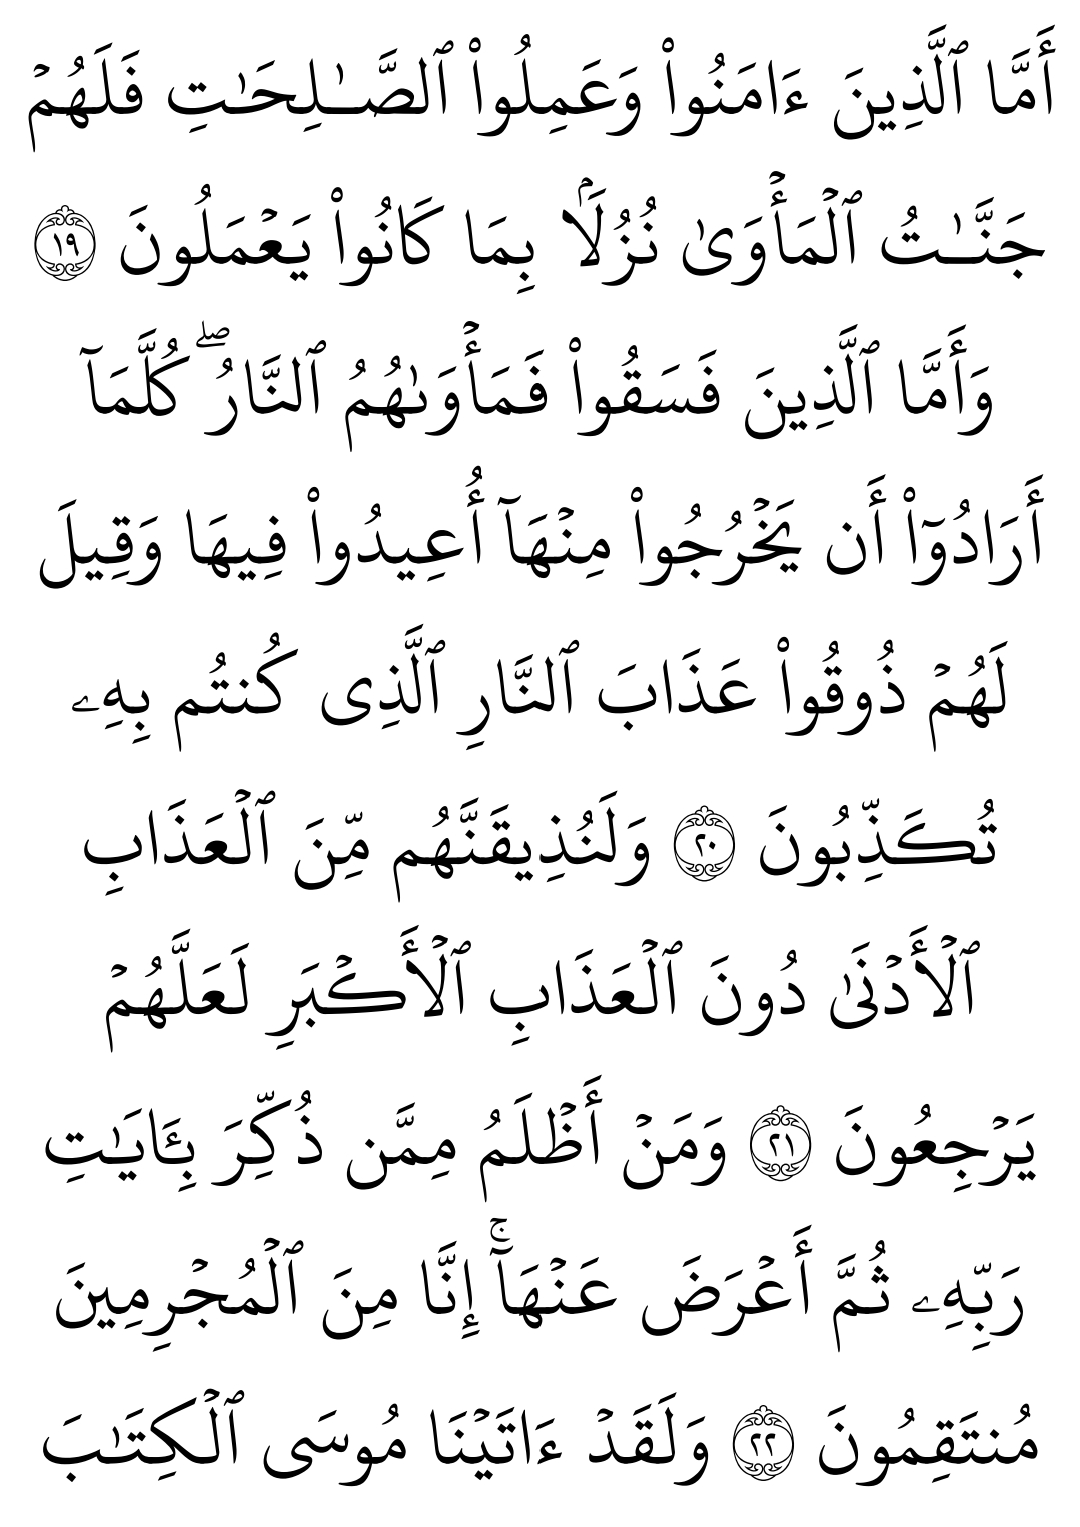 أَمَّا ٱلَّذِينَ ءَامَنُوا۟ وَعَمِلُوا۟ ٱلصَّـٰلِحَـٰتِ فَلَهُمْ
جَنَّـٰتُ ٱلْمَأْوَىٰ نُزُلًۢا بِمَا كَانُوا۟ يَعْمَلُونَ ١٩
وَأَمَّا ٱلَّذِينَ فَسَقُوا۟ فَمَأْوَىٰهُمُ ٱلنَّارُ ۖ كُلَّمَآ
أَرَادُوٓا۟ أَن يَخْرُجُوا۟ مِنْهَآ أُعِيدُوا۟ فِيهَا وَقِيلَ
لَهُمْ ذُوقُوا۟ عَذَابَ ٱلنَّارِ ٱلَّذِى كُنتُم بِهِۦ
تُكَذِّبُونَ ٢٠ وَلَنُذِيقَنَّهُم مِّنَ ٱلْعَذَابِ
ٱلْأَدْنَىٰ دُونَ ٱلْعَذَابِ ٱلْأَكْبَرِ لَعَلَّهُمْ
يَرْجِعُونَ ٢١ وَمَنْ أَظْلَمُ مِمَّن ذُكِّرَ بِـَٔايَـٰتِ
رَبِّهِۦ ثُمَّ أَعْرَضَ عَنْهَآ ۚ إِنَّا مِنَ ٱلْمُجْرِمِينَ
مُنتَقِمُونَ ٢٢ وَلَقَدْ ءَاتَيْنَا مُوسَى ٱلْكِتَـٰبَ